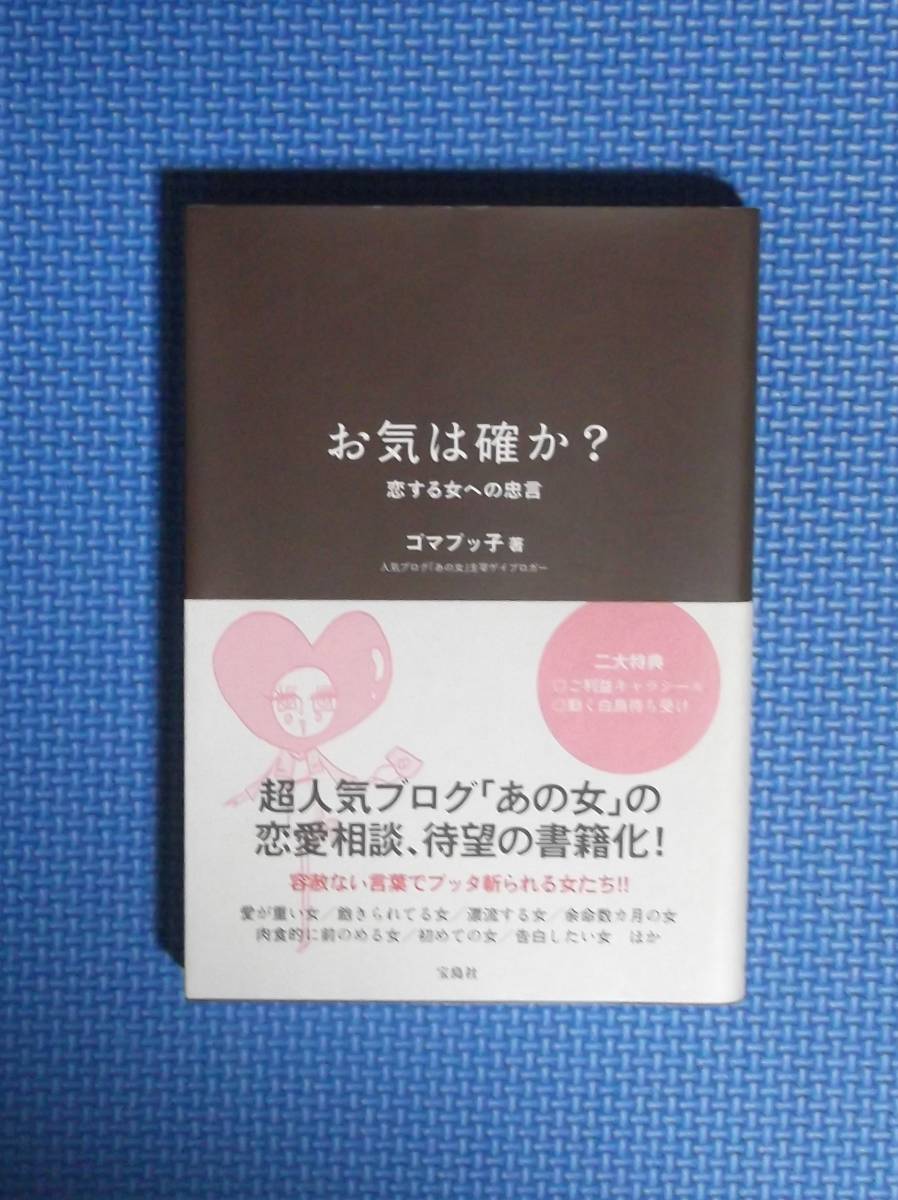 お気は確か？
恋する女への忠言
ゴマブッ子 著
人気ブログ「あの女」主宰ゲイブロガー
二大特典
◎ご利益キャラシール
◎動く白鳥待ち受け
超人気ブログ「あの女」の
恋愛相談、待望の書籍化！
容赦ない言葉でブッタ斬られる女たち!!
愛が重い女／飽きられてる女／漂流する女／余命数カ月の女
肉食的に前のめる女／初めての女／告白したい女　ほか
宝島社